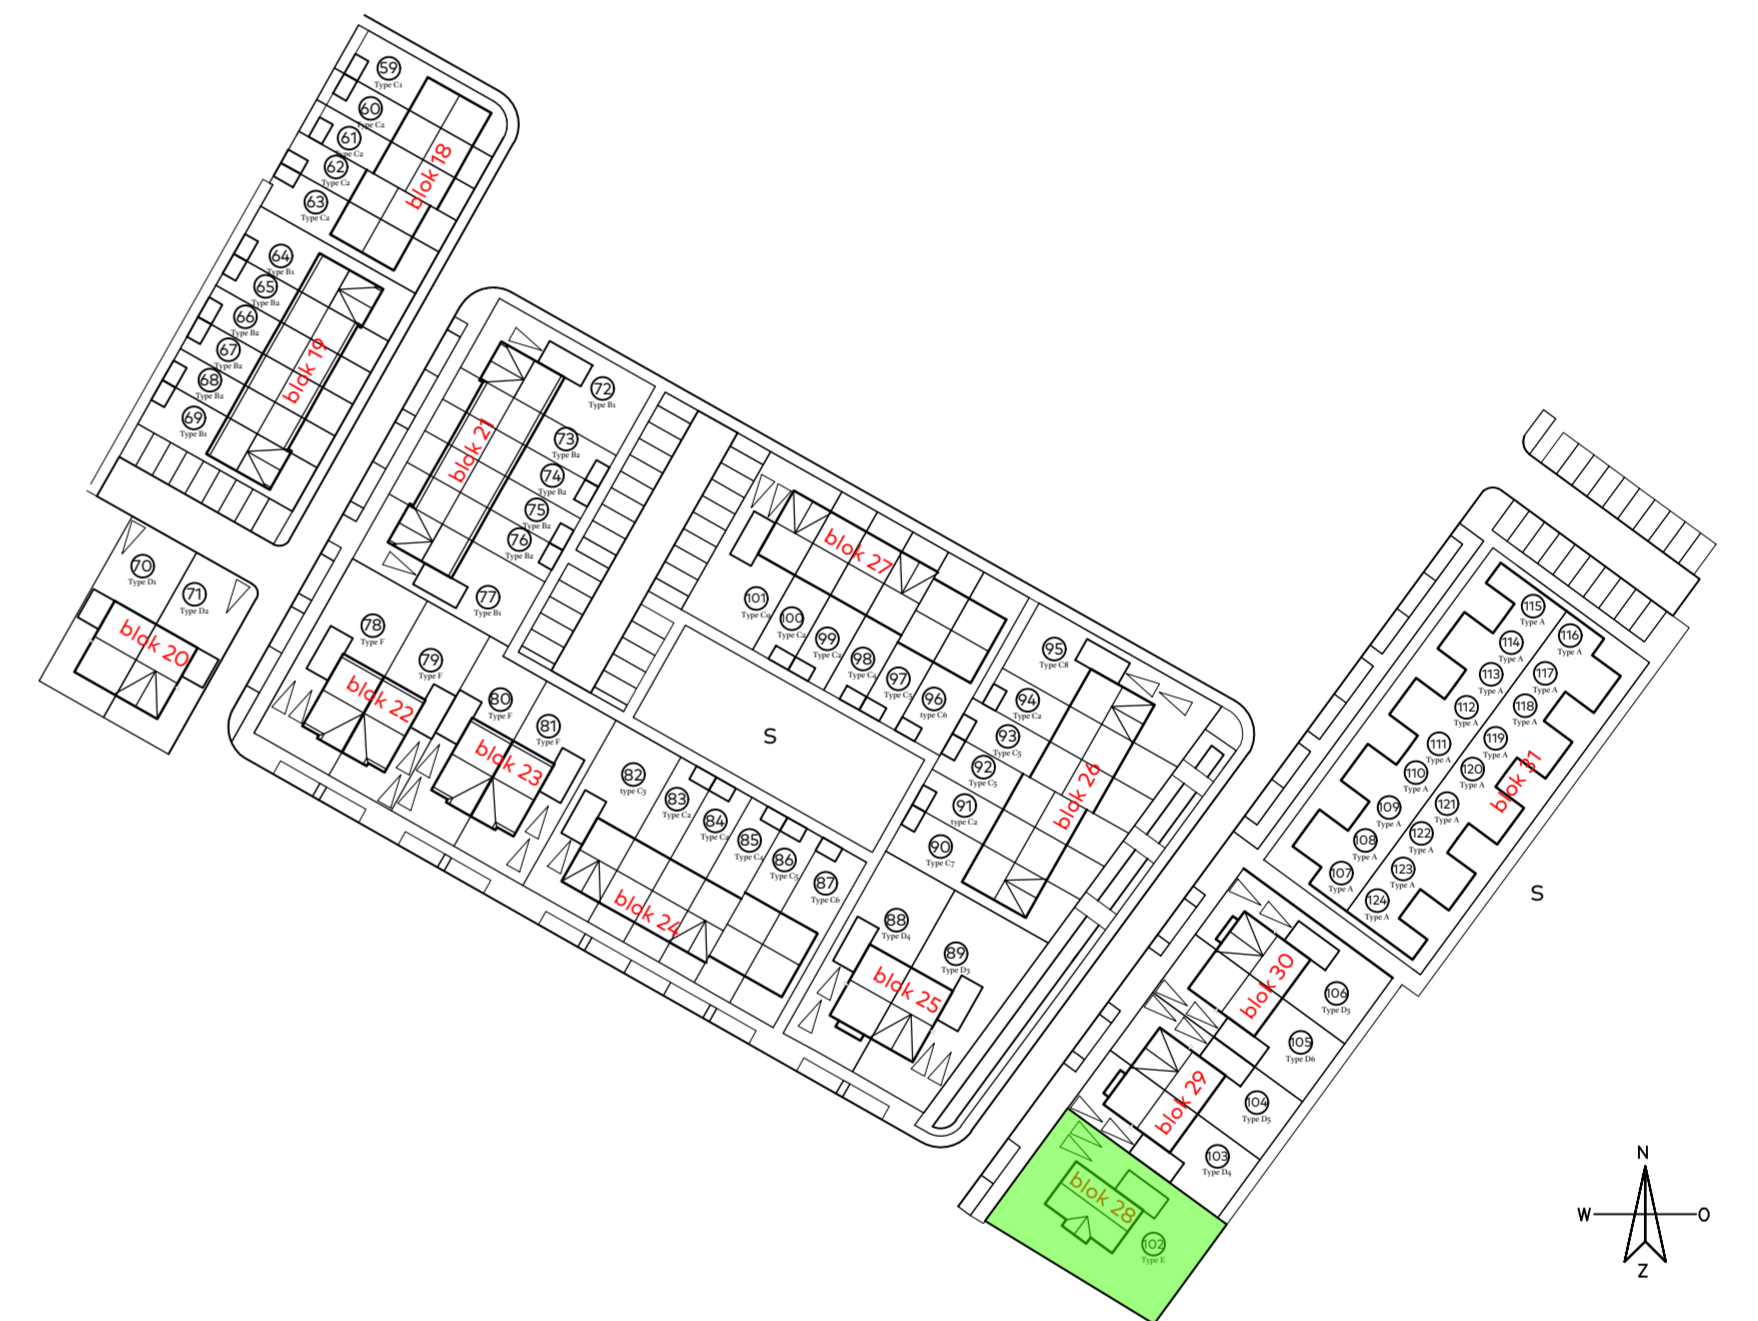 59
Type C1
60
Type C2
61
Type C2
62
Type C2
63
Type C2
blok 18
64
Type B1
65
Type B2
66
Type B2
67
Type B2
68
Type B2
69
Type B1
blok 19
70
Type D1
71
Type D2
blok 20
72
Type B1
73
Type B2
74
Type B2
75
Type B2
76
Type B2
77
Type B1
blok 21
78
Type F
79
Type F
blok 22
80
Type F
81
Type F
blok 23
82
type C3
83
Type C2
84
Type C2
85
Type C4
86
Type C5
87
Type C6
blok 24
88
Type D4
89
Type D3
blok 25
95
Type C8
94
Type C2
93
Type C5
92
Type C5
91
type C2
90
Type C7
blok 26
blok 27
101
Type C9
100
Type C2
99
Type C2
98
Type C4
97
Type C5
96
type C6
S
115
Type A
116
Type A
114
Type A
117
Type A
113
Type A
118
Type A
112
Type A
119
Type A
111
Type A
120
Type A
110
Type A
121
Type A
109
Type A
122
Type A
108
Type A
123
Type A
107
Type A
124
Type A
blok 31
S
blok 30
106
Type D3
105
Type D6
blok 29
104
Type D5
103
Type D4
blok 28
102
Type E
N
W
O
Z